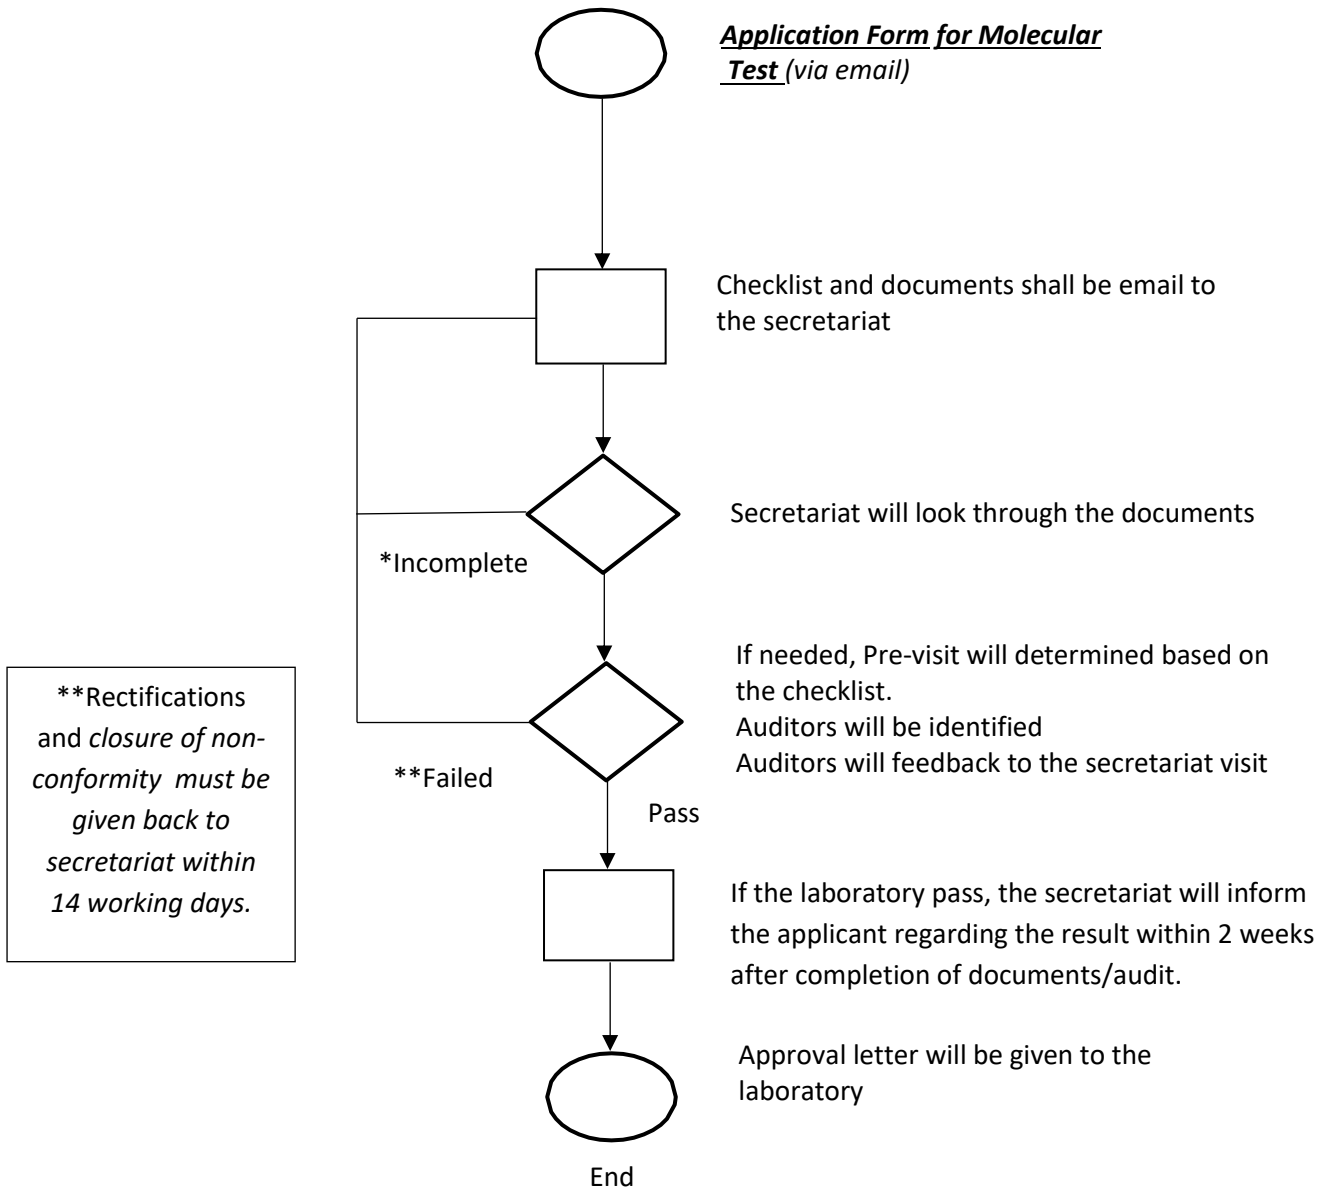 Application Form for Molecular
Test (via email)
Checklist and documents shall be email to
the secretariat
Secretariat will look through the documents
*Incomplete
If needed, Pre-visit will determined based on
the checklist.
Auditors will be identified
Auditors will feedback to the secretariat visit
**Failed
Pass
**Rectifications
and closure of non-
conformity must be
given back to
secretariat within
14 working days.
If the laboratory pass, the secretariat will inform
the applicant regarding the result within 2 weeks
after completion of documents/audit.
Approval letter will be given to the
laboratory
End